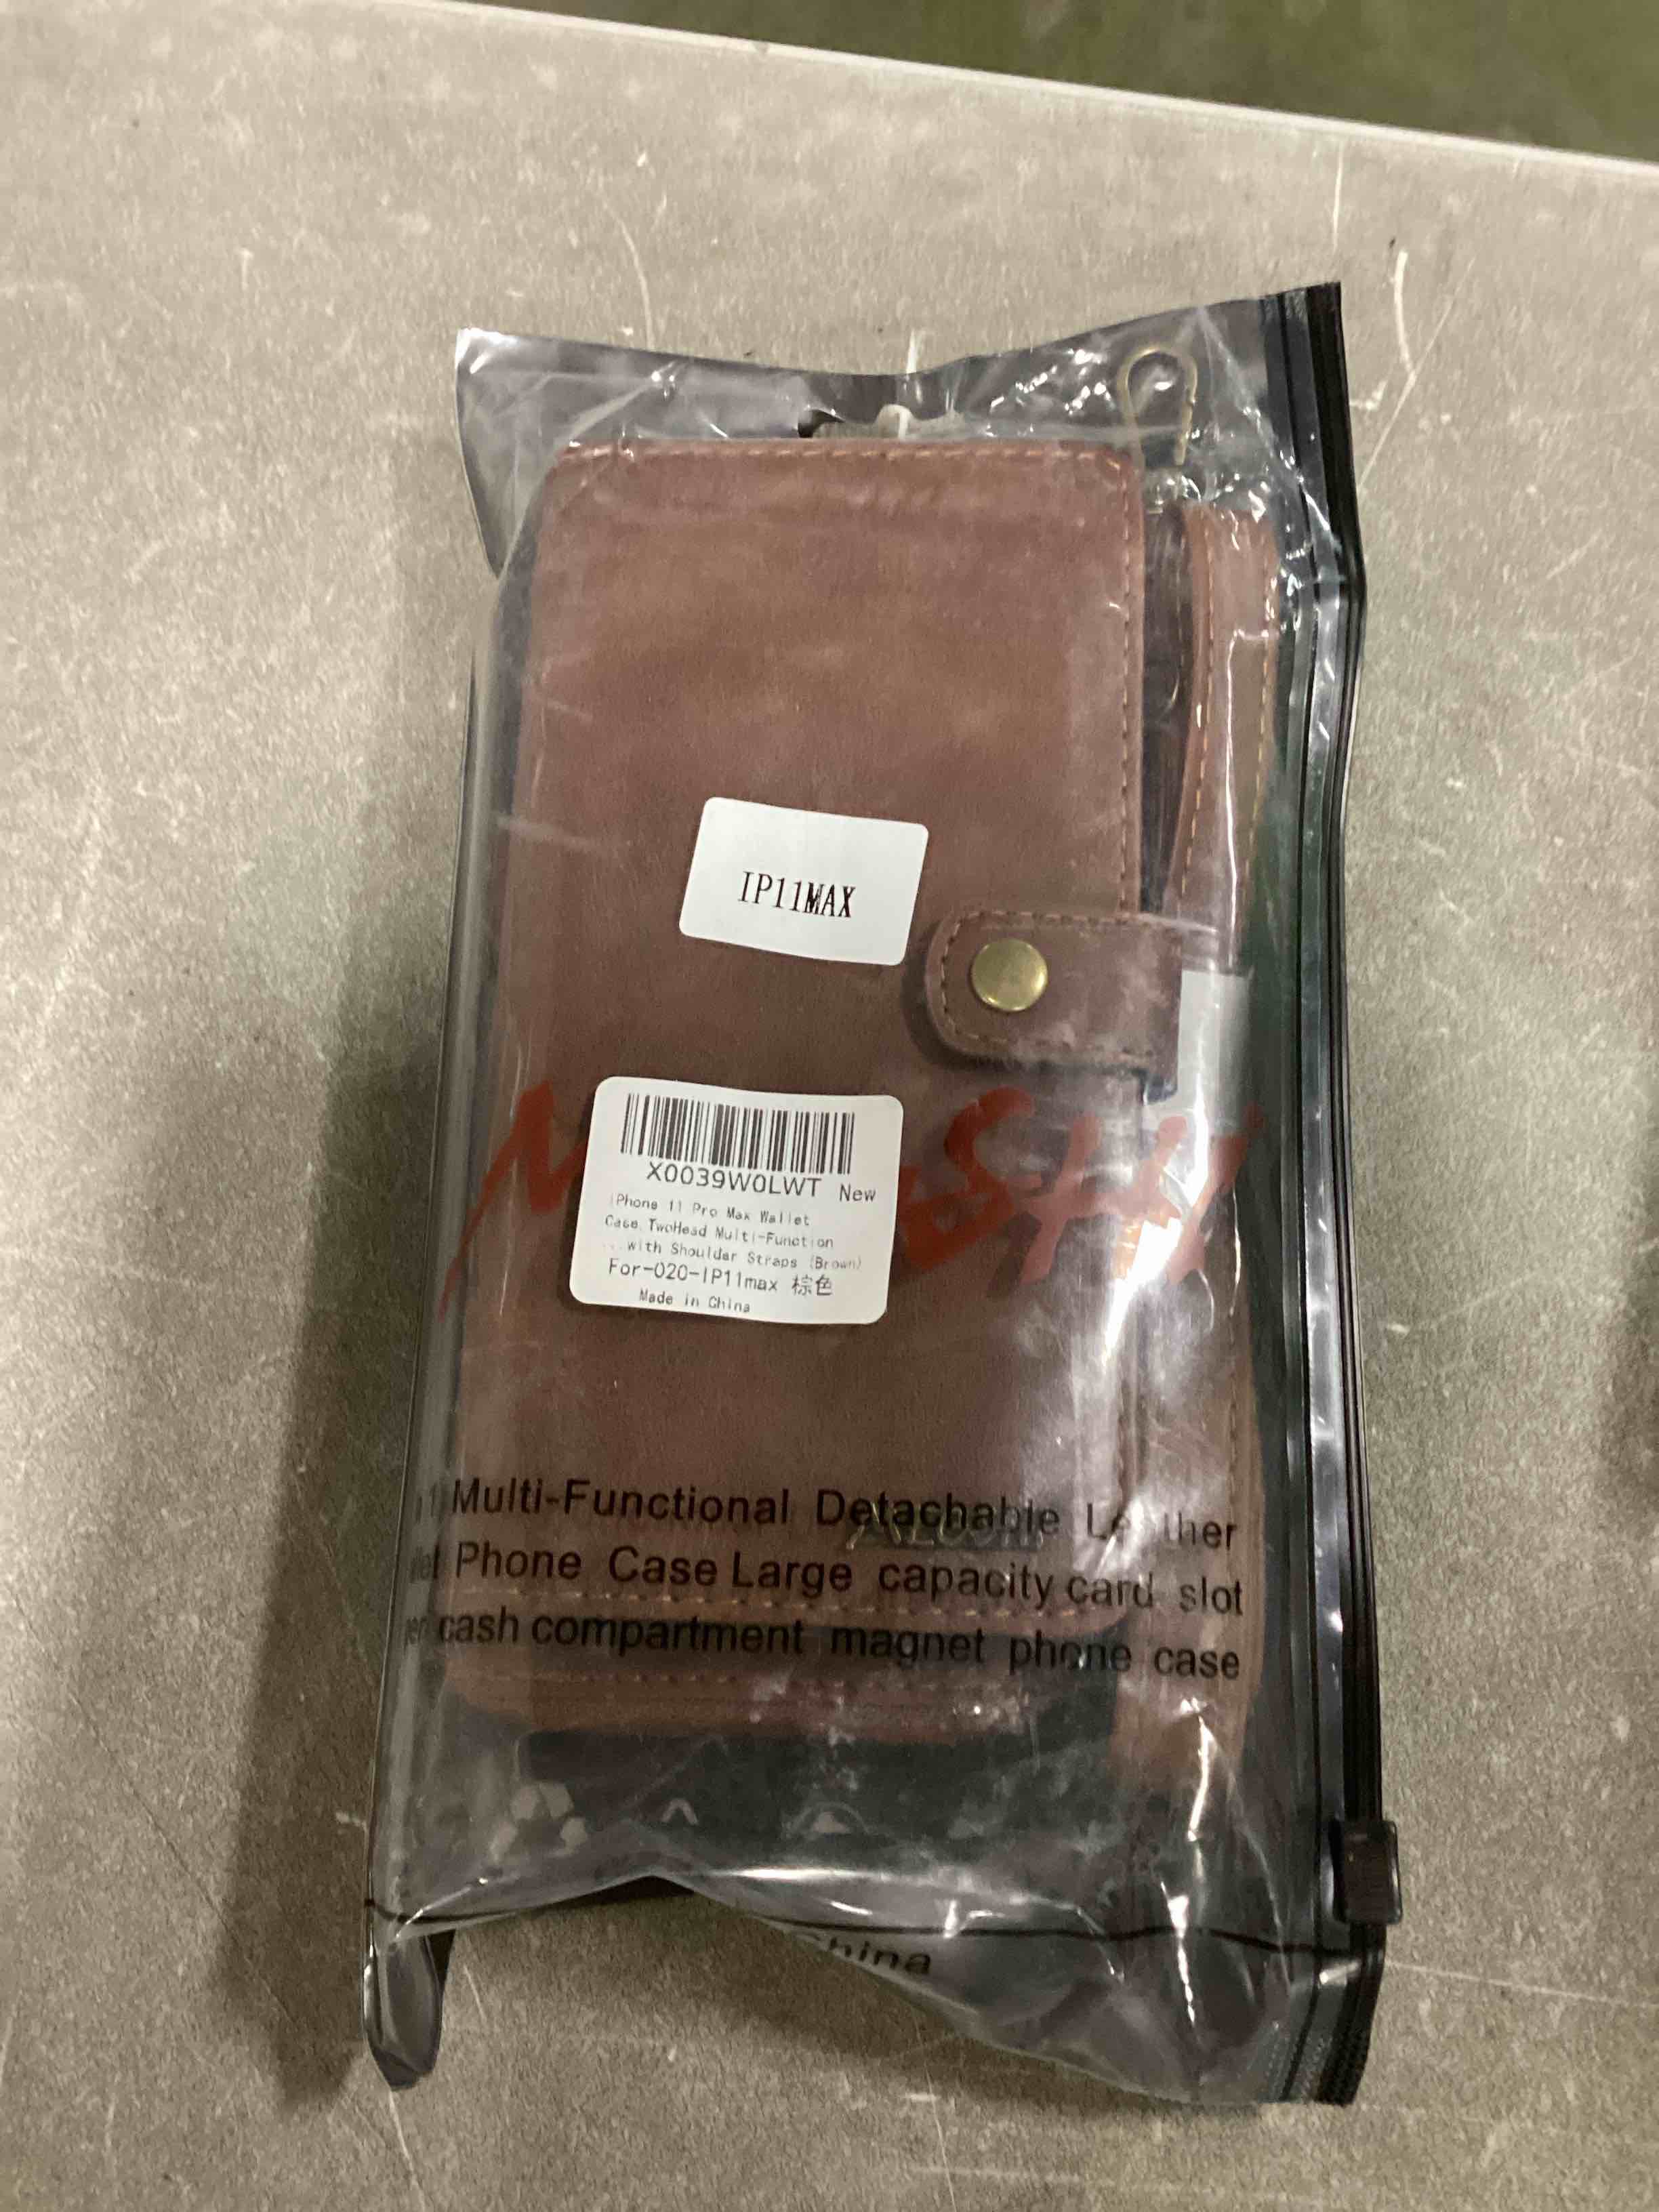 IP11MAX
X0039W0LWT New
iPhone 11 Pro Max Wallet
Case, TwoHead Multi-Function
...with Shoulder Straps (Brown)
For-020-IP11max 棕色
Made in China
Multi-Functional Detachable Leather
Phone Case Large capacity card slot
cash compartment magnet phone case
China